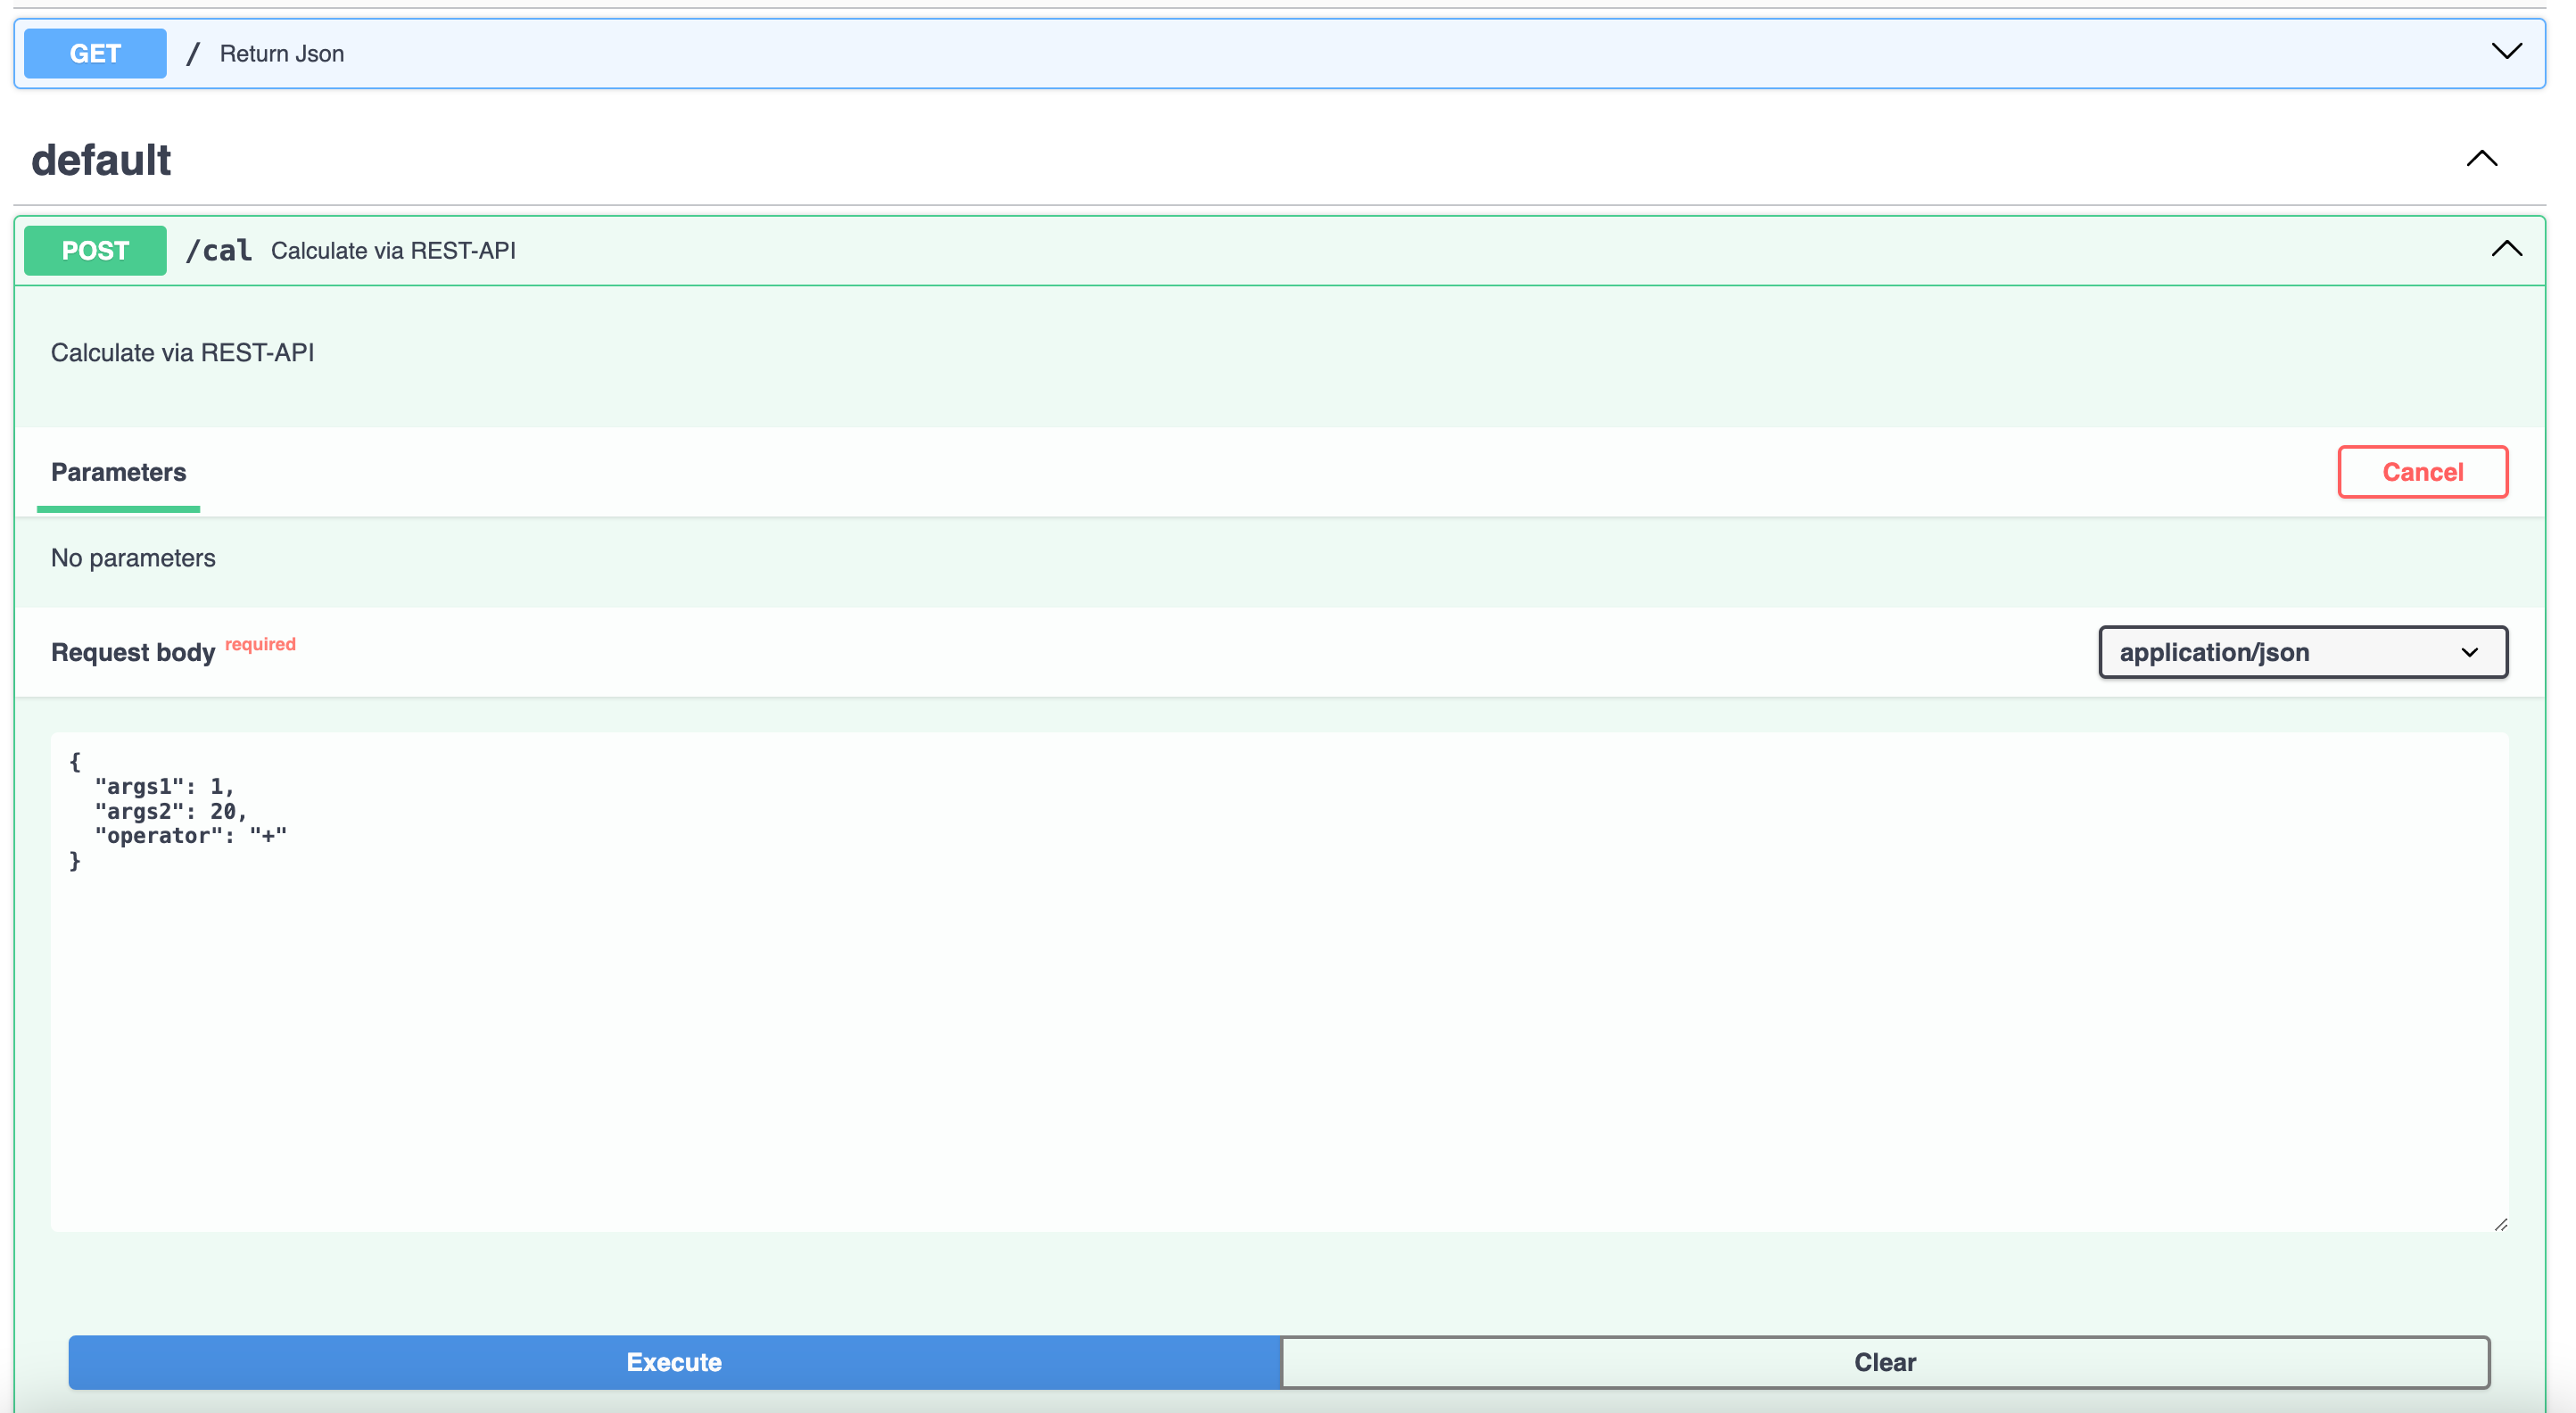 GET / Return Json
default
POST /cal Calculate via REST-API
Calculate via REST-API
Parameters Cancel
No parameters
Request body required application/json
{
"args1": 1,
"args2": 20,
"operator": "+"
}
Execute Clear